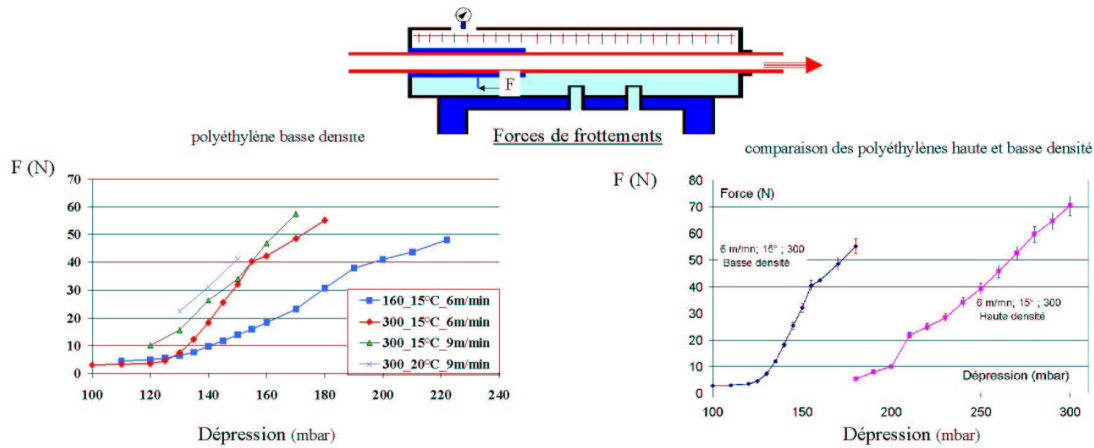 F
polyéthylène basse densité
Forces de frottements
comparaison des polyéthylènes haute et basse densité
F (N)
70
60
50
40
30
20
10
0
160_15°C_6m/min
300_15°C_6m/min
300_15°C_9m/min
300_20°C_9m/min
100 120 140 160 180 200 220 240
Dépression (mbar)
F (N)
Force (N)
80
70
60
50
40
30
20
10
0
6 m/mn; 16° ; 300
Basse densité
6 m/mn; 15° ; 300
Haute densité
Dépression (mbar)
100 150 200 250 300
Dépression (mbar)